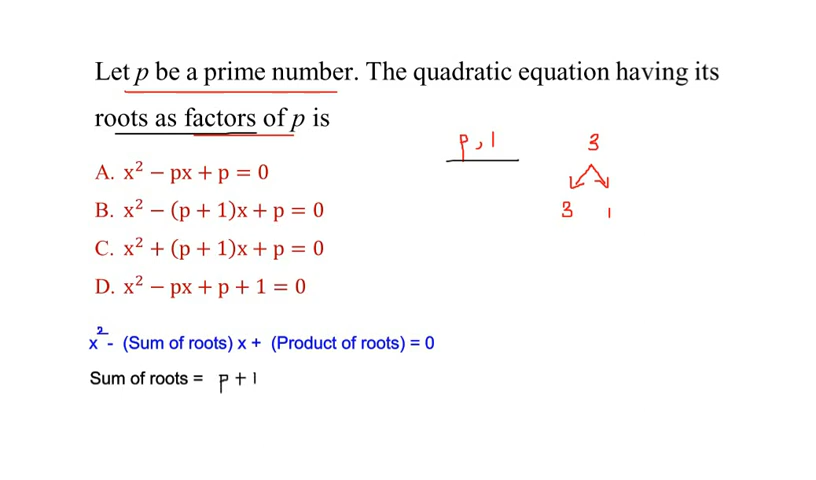 Let p be a prime number. The quadratic equation having its
roots as factors of p is
p, 1
3
A. x² − px + p = 0
B. x² − (p + 1)x + p = 0
3 1
C. x² + (p + 1)x + p = 0
D. x² − px + p + 1 = 0
x² - (Sum of roots) x + (Product of roots) = 0
Sum of roots = p + 1